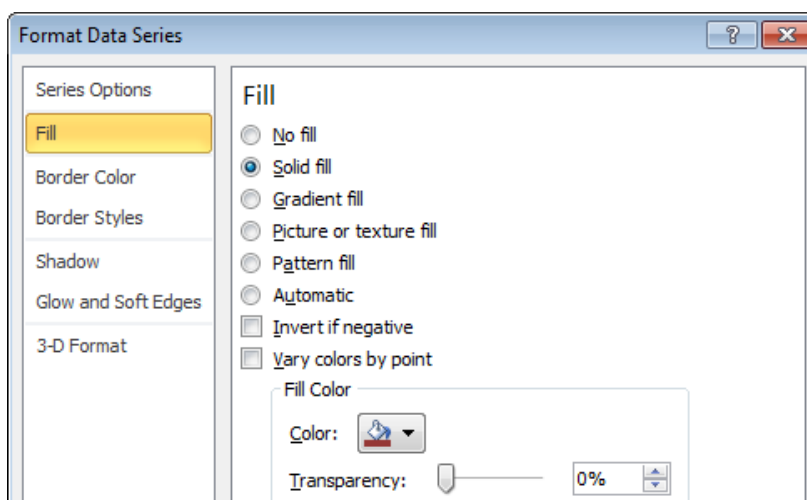 Format Data Series
?
Series Options
Fill
Border Color
Border Styles
Shadow
Glow and Soft Edges
3-D Format
Fill
No fill
Solid fill
Gradient fill
Picture or texture fill
Pattern fill
Automatic
Invert if negative
Vary colors by point
Fill Color
Color:
Transparency:
0%